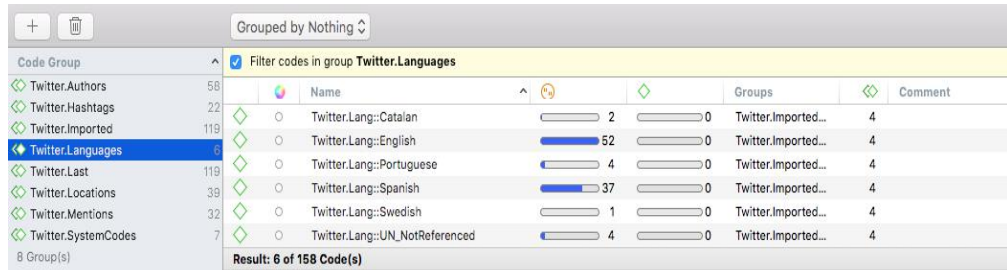 Grouped by Nothing
Code Group
Twitter.Authors 58
Twitter.Hashtags 22
Twitter.Imported 119
Twitter.Languages 6
Twitter.Last 119
Twitter.Locations 39
Twitter.Mentions 32
Twitter.SystemCodes 7
8 Group(s)
Filter codes in group Twitter.Languages
Name Groups Comment
Twitter.Lang::Catalan 2 0 Twitter.Imported... 4
Twitter.Lang::English 52 0 Twitter.Imported... 4
Twitter.Lang::Portuguese 4 0 Twitter.Imported... 4
Twitter.Lang::Spanish 37 0 Twitter.Imported... 4
Twitter.Lang::Swedish 1 0 Twitter.Imported... 4
Twitter.Lang::UN_NotReferenced 4 0 Twitter.Imported... 4
Result: 6 of 158 Code(s)